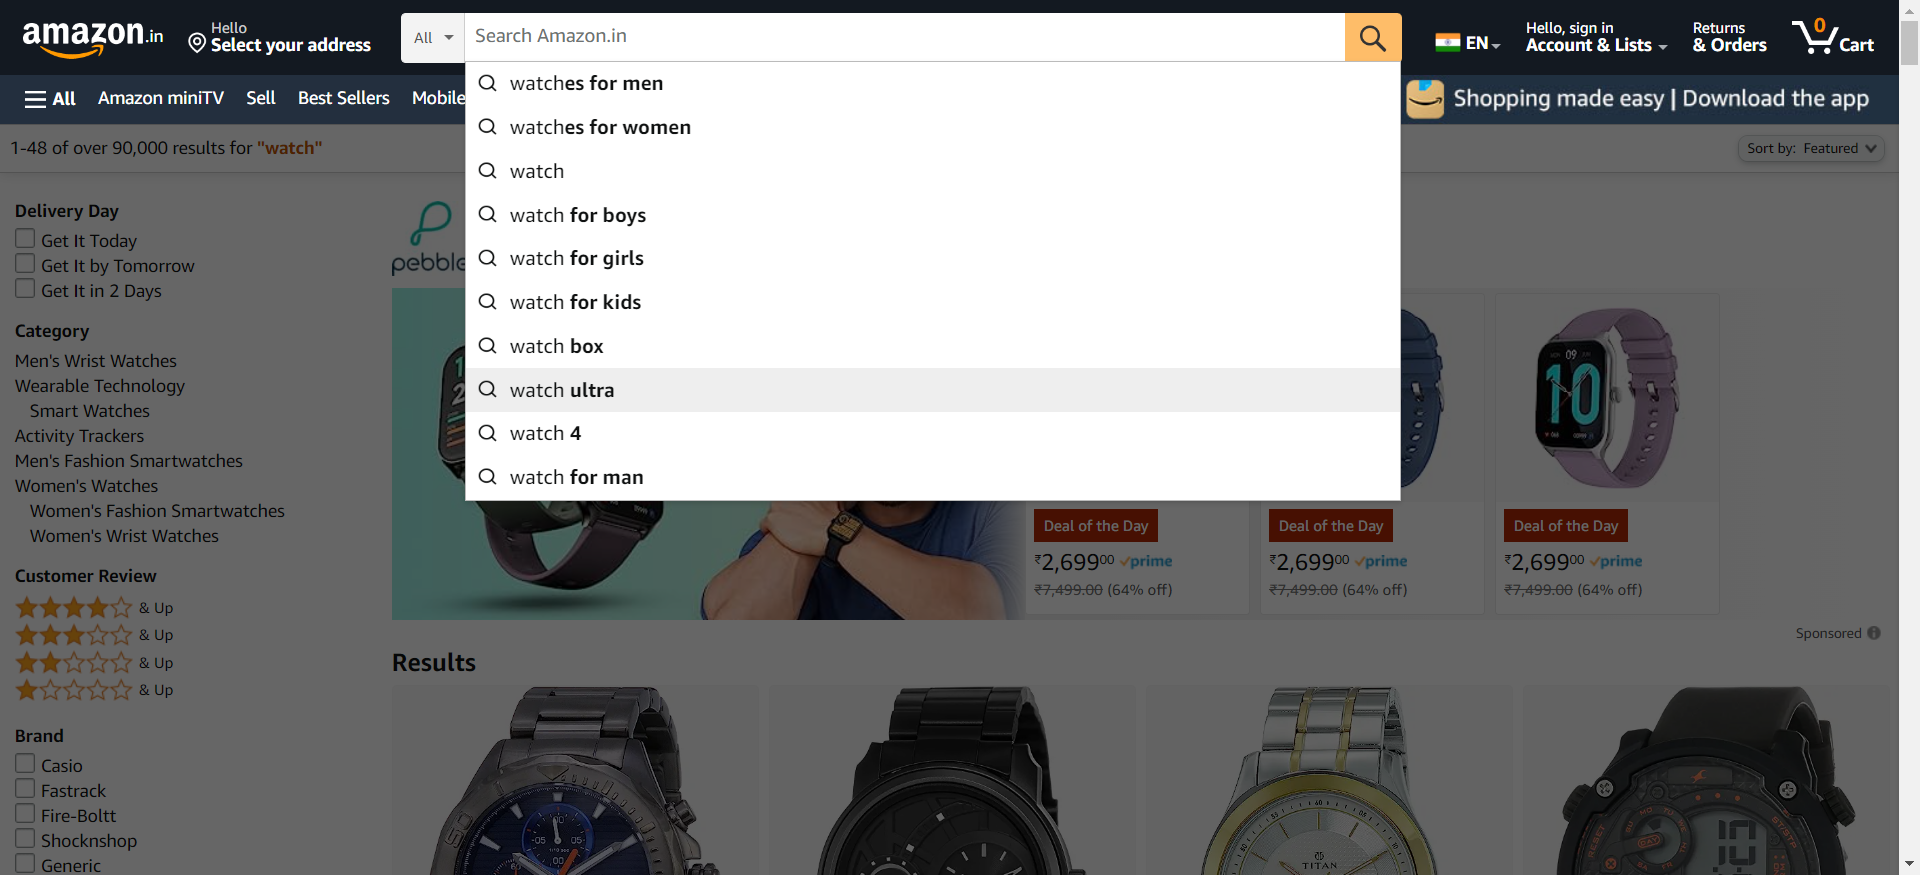 amazon.in
Hello
Select your address
All
Search Amazon.in
EN
Hello, sign in
Account & Lists
Returns
& Orders
0
Cart
All
Amazon miniTV
Sell
Best Sellers
Mobile
Shopping made easy | Download the app
1-48 of over 90,000 results for "watch"
Sort by: Featured
watches for men
watches for women
watch
watch for boys
watch for girls
watch for kids
watch box
watch ultra
watch 4
watch for man
Delivery Day
Get It Today
Get It by Tomorrow
Get It in 2 Days
Category
Men's Wrist Watches
Wearable Technology
Smart Watches
Activity Trackers
Men's Fashion Smartwatches
Women's Watches
Women's Fashion Smartwatches
Women's Wrist Watches
Customer Review
& Up
& Up
& Up
& Up
Brand
Casio
Fastrack
Fire-Boltt
Shocknshop
Generic
pebble
09
10
Deal of the Day
₹2,69900 prime
₹7,499.00 (64% off)
Deal of the Day
₹2,69900 prime
₹7,499.00 (64% off)
Deal of the Day
₹2,69900 prime
₹7,499.00 (64% off)
Sponsored
Results
TITAN
10